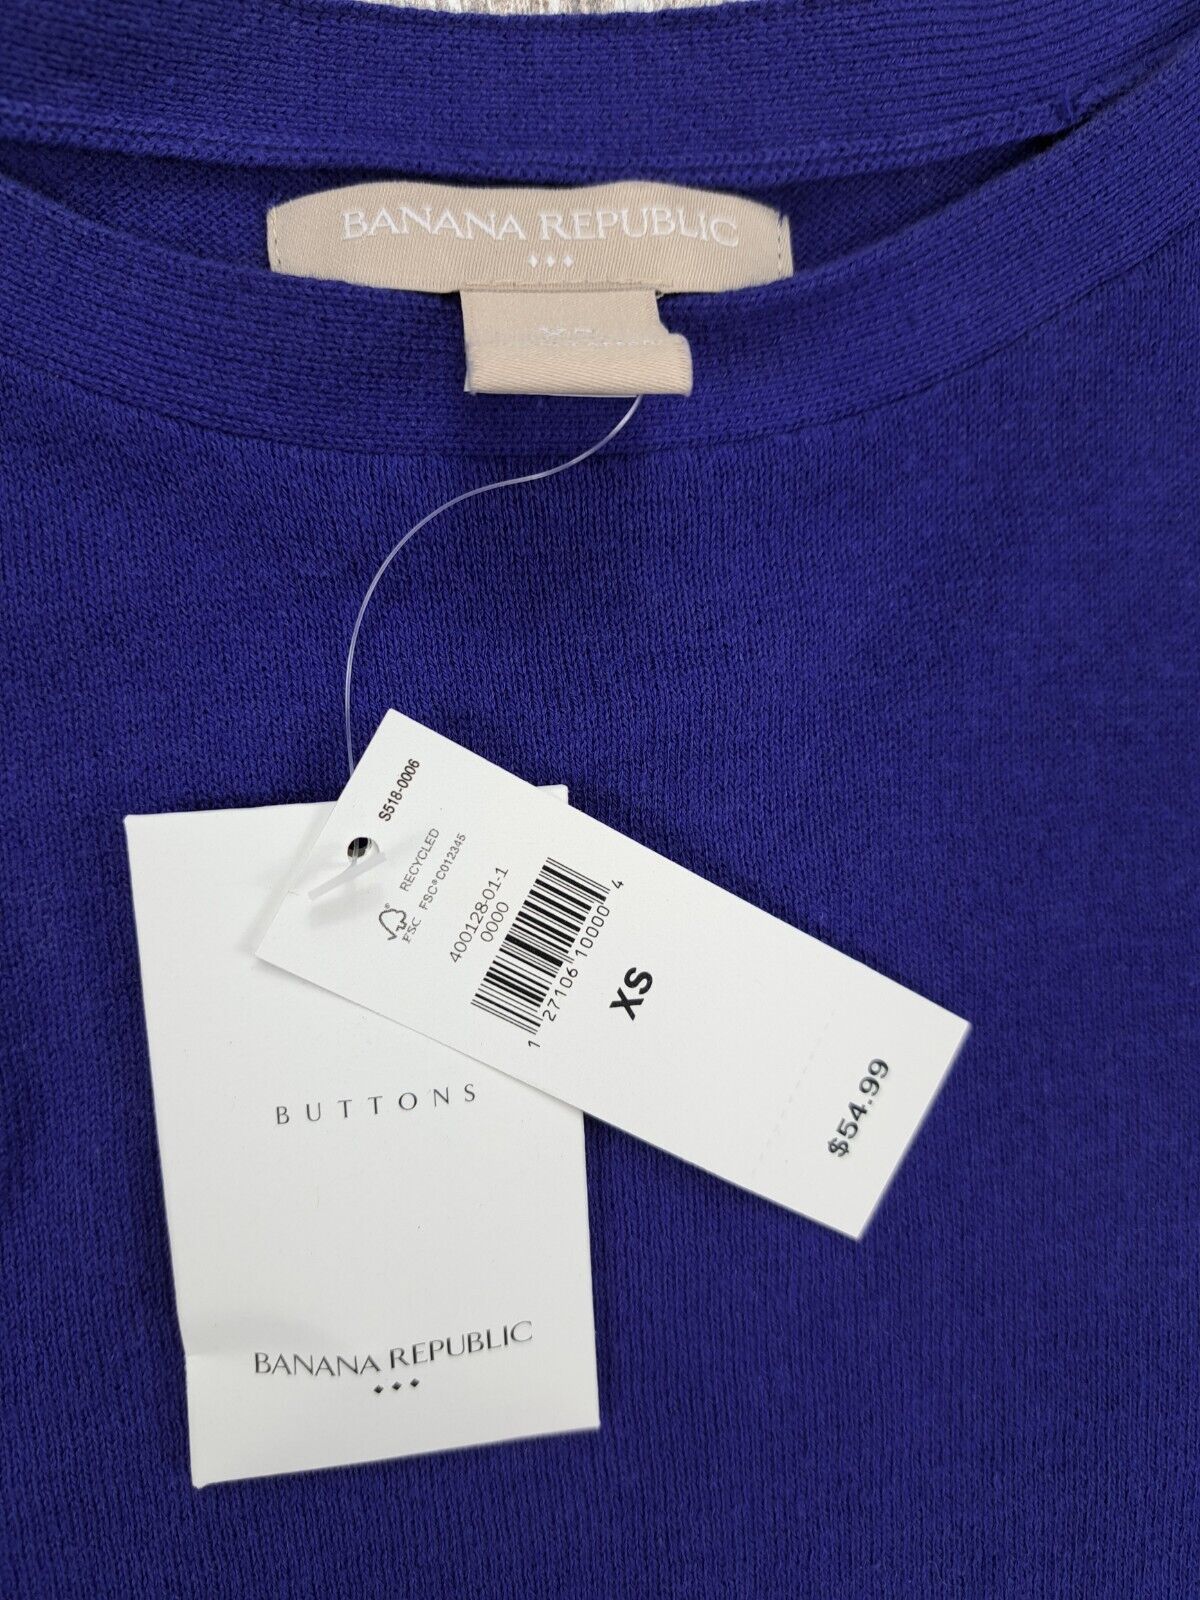 BANANA REPUBLIC
S518-0006
RECYCLED
FSC® C012345
FSC
400128-01-1
0000
1 27106 10000 4
XS
$54.99
BUTTONS
BANANA REPUBLIC